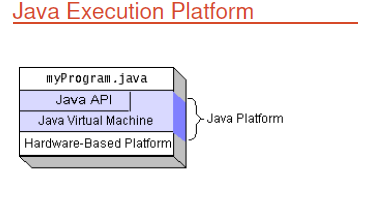 Java Execution Platform
myProgram.java
Java API
Java Virtual Machine
Java Platform
Hardware-Based Platform